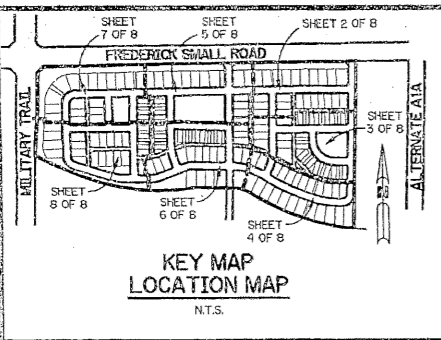 SHEET
7 OF 8
SHEET
5 OF 8
SHEET 2 OF 8
FREDERICK SMALL ROAD
SHEET
3 OF 8
MILITARY TRAIL
ALTERNATE A1A
SHEET
8 OF 8
SHEET
6 OF 8
SHEET
4 OF 8
KEY MAP
LOCATION MAP
N.T.S.